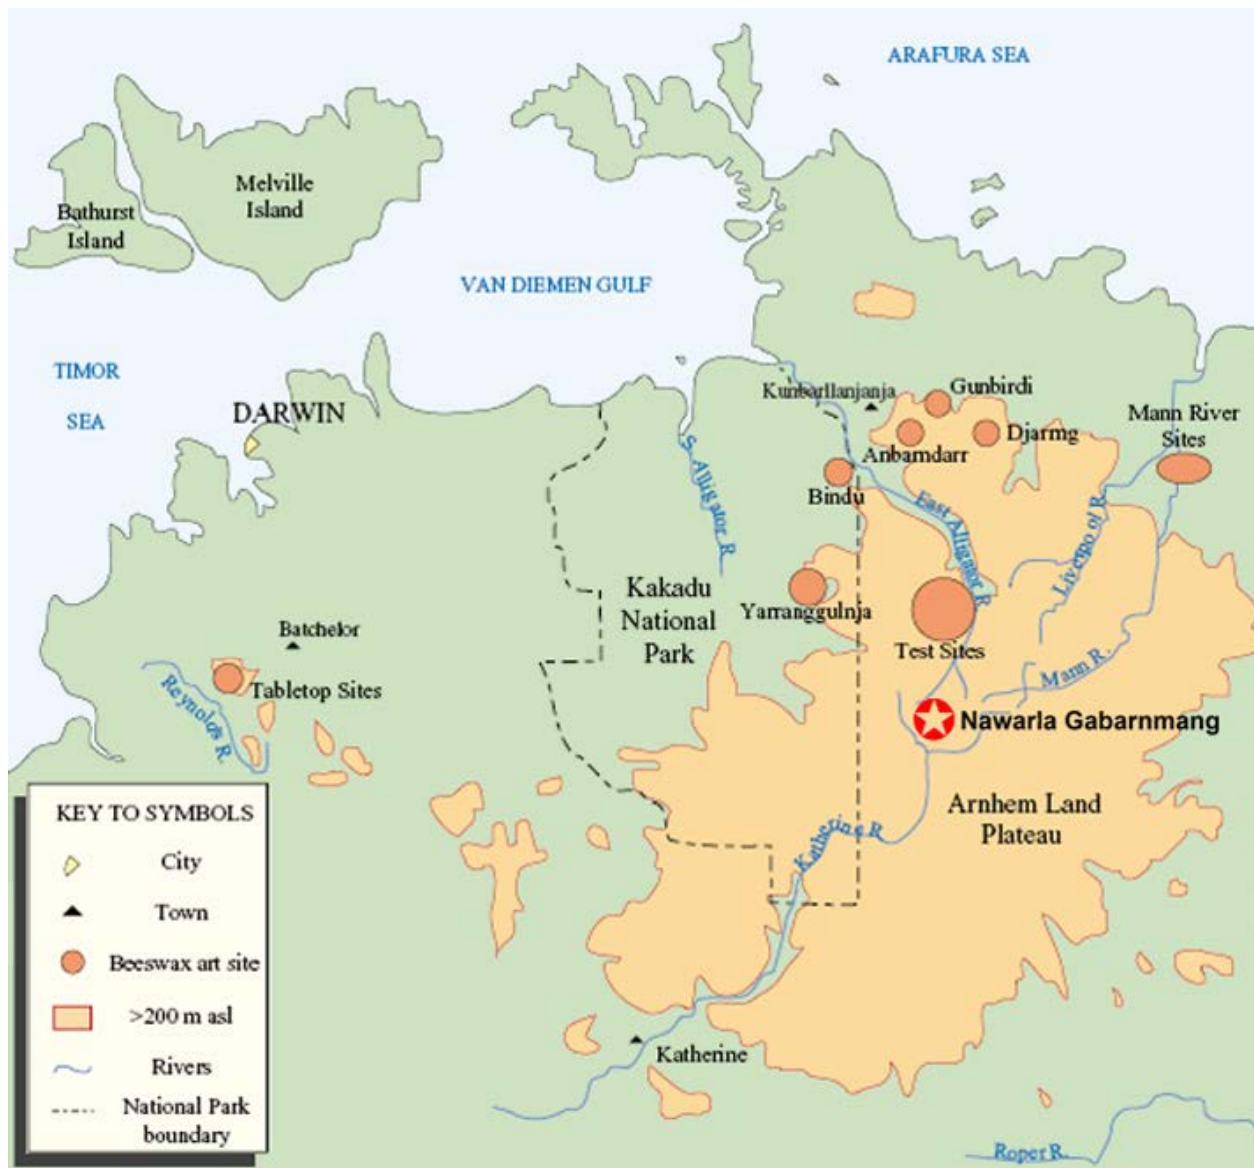 ARAFURA SEA
Melville
Island
Bathurst
Island
VAN DIEMEN GULF
TIMOR
SEA
DARWIN
Kunbarllanjanja
Gunbirdi
Mann River
Sites
Anbamdarr
Djarmg
Bindu
S. Alligator R.
East Alligator R.
Liverpool R.
Kakadu
National
Park
Yarranggulnja
Test Sites
Batchelor
Tabletop Sites
Reynolds R.
Mann R.
Nawarla Gabarnmang
Arnhem Land
Plateau
Katherine R.
Katherine
Roper R.
KEY TO SYMBOLS
City
Town
Beeswax art site
>200 m asl
Rivers
National Park
boundary